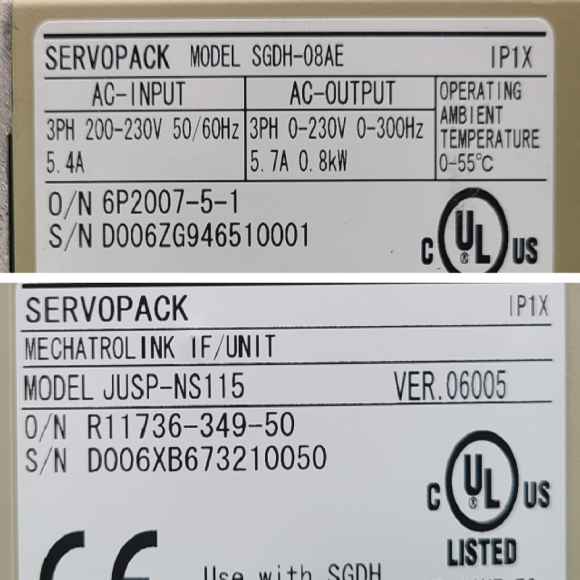 SERVOPACK MODEL SGDH-08AE IP1X
AC-INPUT AC-OUTPUT OPERATING AMBIENT TEMPERATURE 0-55℃
3PH 200-230V 50/60Hz 3PH 0-230V 0-300Hz
5.4A 5.7A 0.8kW
O/N 6P2007-5-1
S/N D006ZG946510001
C UL ® US
SERVOPACK IP1X
MECHATROLINK IF/UNIT
MODEL JUSP-NS115 VER.06005
O/N R11736-349-50
S/N D006XB673210050
C UL ® US
LISTED
CE
Use with SGDH